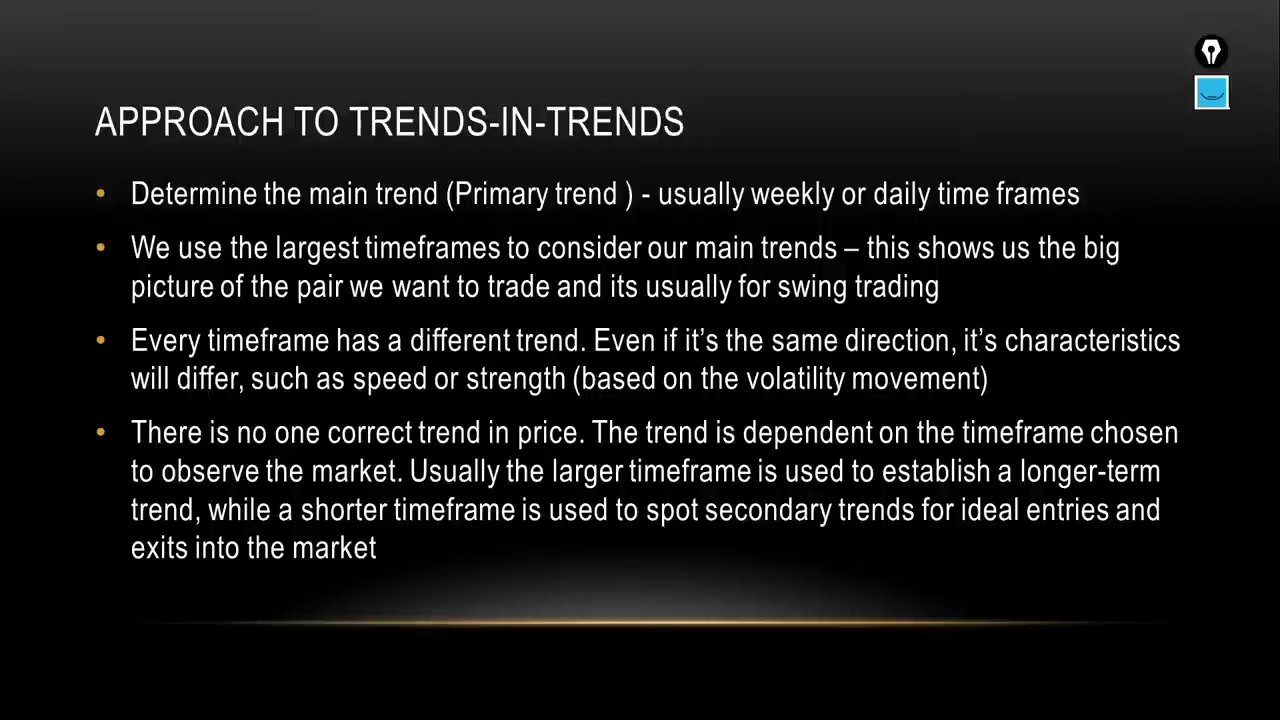 APPROACH TO TRENDS-IN-TRENDS
• Determine the main trend (Primary trend ) - usually weekly or daily time frames
• We use the largest timeframes to consider our main trends – this shows us the big
picture of the pair we want to trade and its usually for swing trading
• Every timeframe has a different trend. Even if it’s the same direction, it’s characteristics
will differ, such as speed or strength (based on the volatility movement)
• There is no one correct trend in price. The trend is dependent on the timeframe chosen
to observe the market. Usually the larger timeframe is used to establish a longer-term
trend, while a shorter timeframe is used to spot secondary trends for ideal entries and
exits into the market